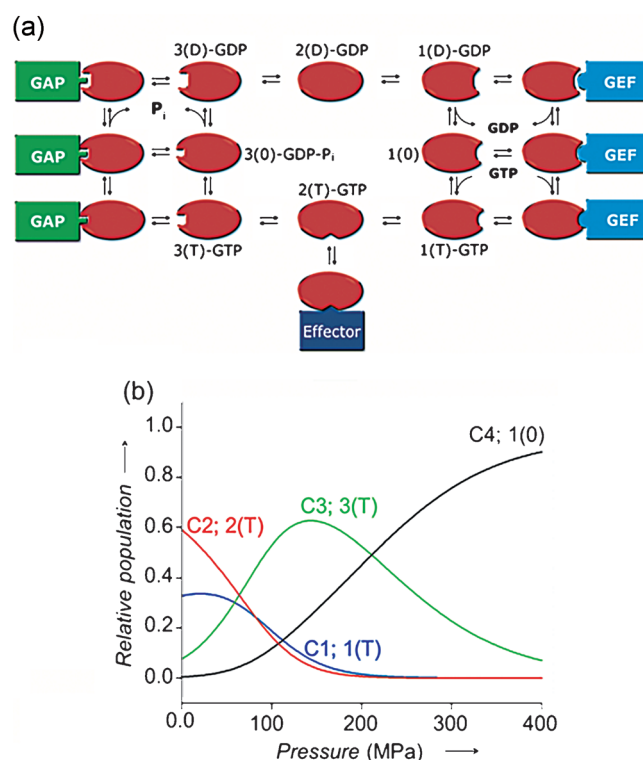 (a)
3(D)-GDP 2(D)-GDP 1(D)-GDP
GAP GEF
Pi GDP
GAP 3(0)-GDP-Pi 1(0) GEF
GTP
2(T)-GTP
GAP GEF
3(T)-GTP 1(T)-GTP
Effector
(b)
1.0
C4; 1(0)
0.8
C3; 3(T)
0.6
C2; 2(T)
0.4
0.2
C1; 1(T)
0.0
Relative population
0.0 100 200 300 400
Pressure (MPa)